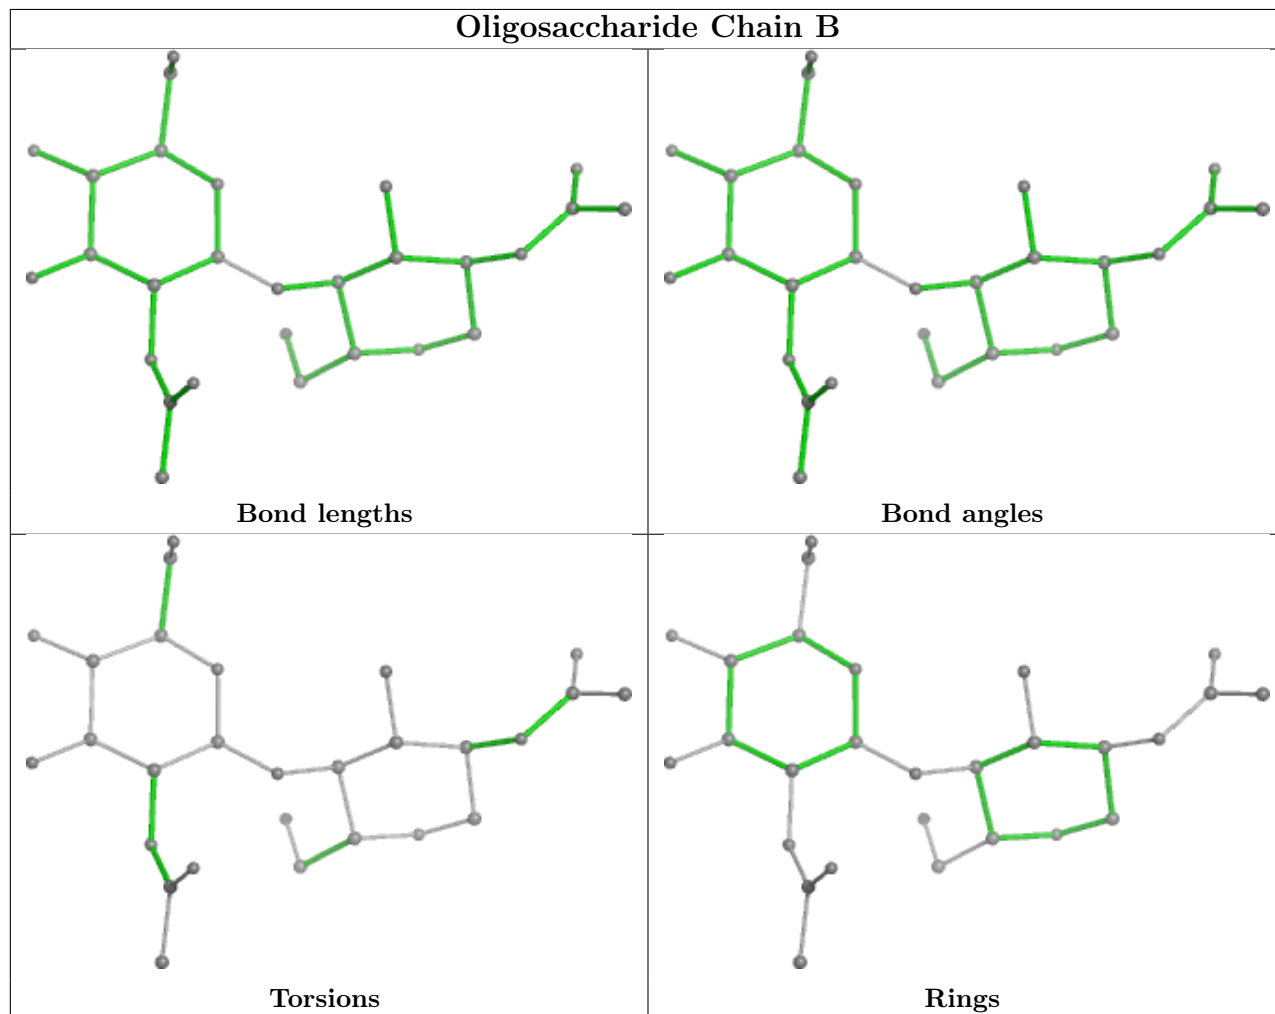 Oligosaccharide Chain B
Bond lengths
Bond angles
Torsions
Rings